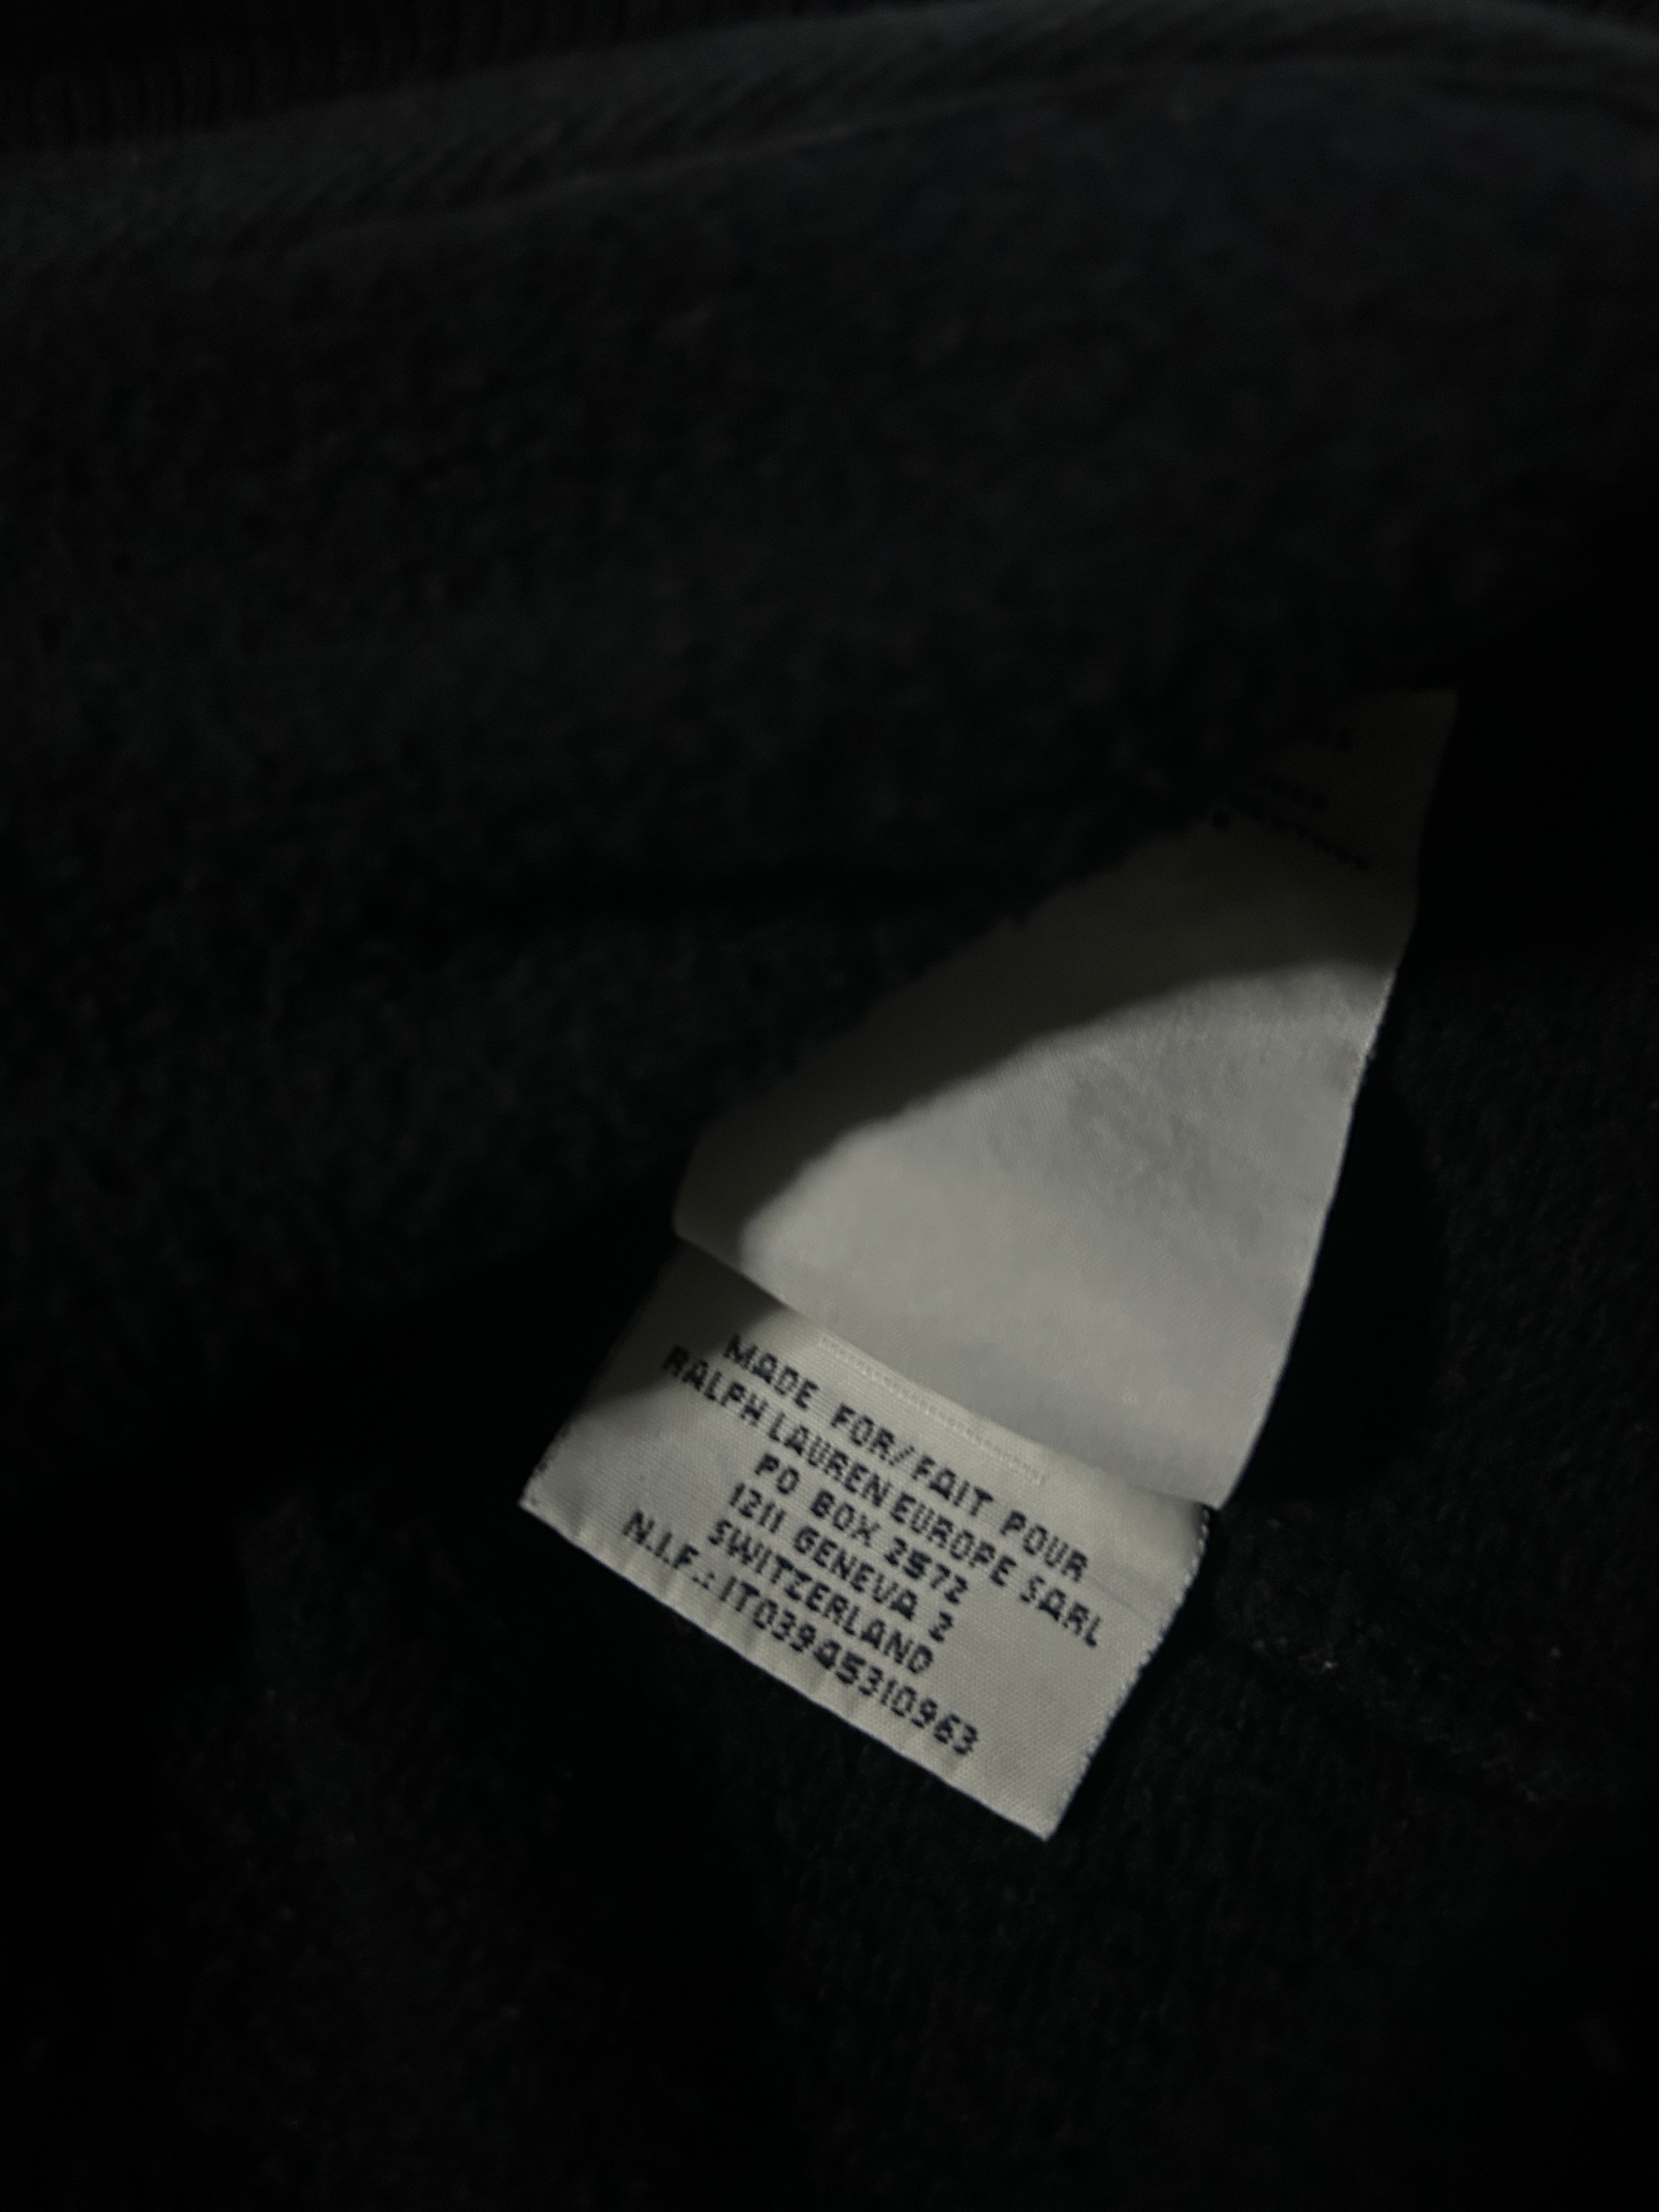 MADE FOR/FAIT POUR
RALPH LAUREN EUROPE SARL
PO BOX 2572
1211 GENEVA 2
SWITZERLAND
N.I.F.: IT03945310963